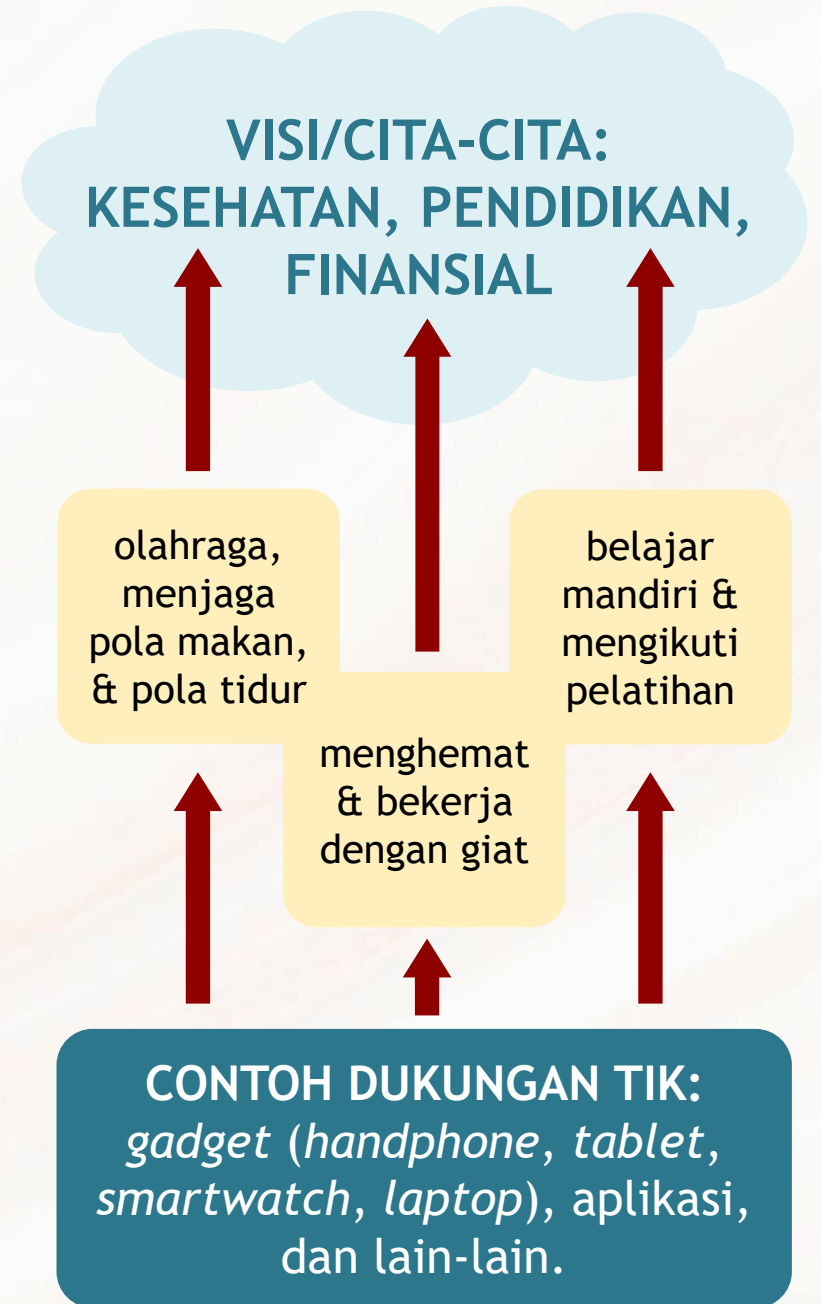 VISI/CITA-CITA:
KESEHATAN, PENDIDIKAN,
FINANSIAL
olahraga,
menjaga
pola makan,
& pola tidur
menghemat
& bekerja
dengan giat
belajar
mandiri &
mengikuti
pelatihan
CONTOH DUKUNGAN TIK:
gadget (handphone, tablet,
smartwatch, laptop), aplikasi,
dan lain-lain.